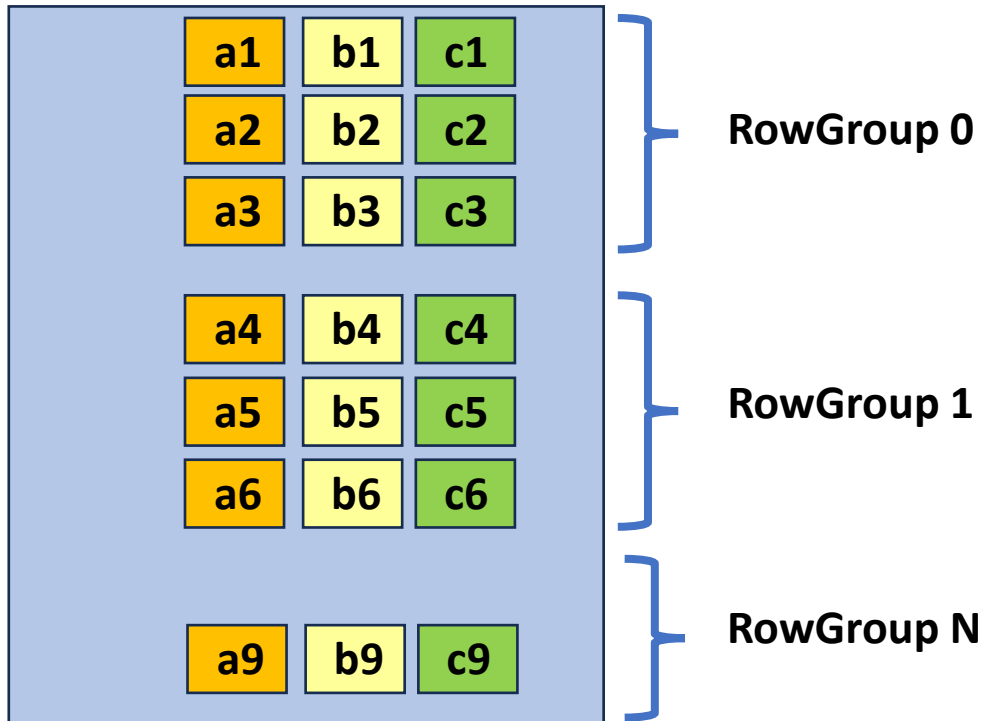 a1 b1 c1
a2 b2 c2
RowGroup 0
a3 b3 c3
a4 b4 c4
a5 b5 c5
RowGroup 1
a6 b6 c6
a9 b9 c9
RowGroup N